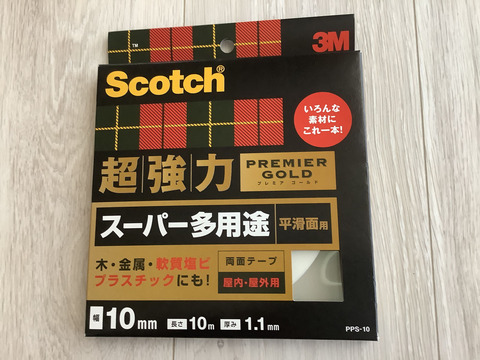 ™
3M
Scotch®
いろんな
素材に
これ一本!
超強力
PREMIER
GOLD
プレミア ゴールド
スーパー多用途 平滑面用
木・金属・軟質塩ビ
プラスチックにも!
両面テープ
屋内・屋外用
幅 10mm 長さ 10m 厚み 1.1mm
PPS-10